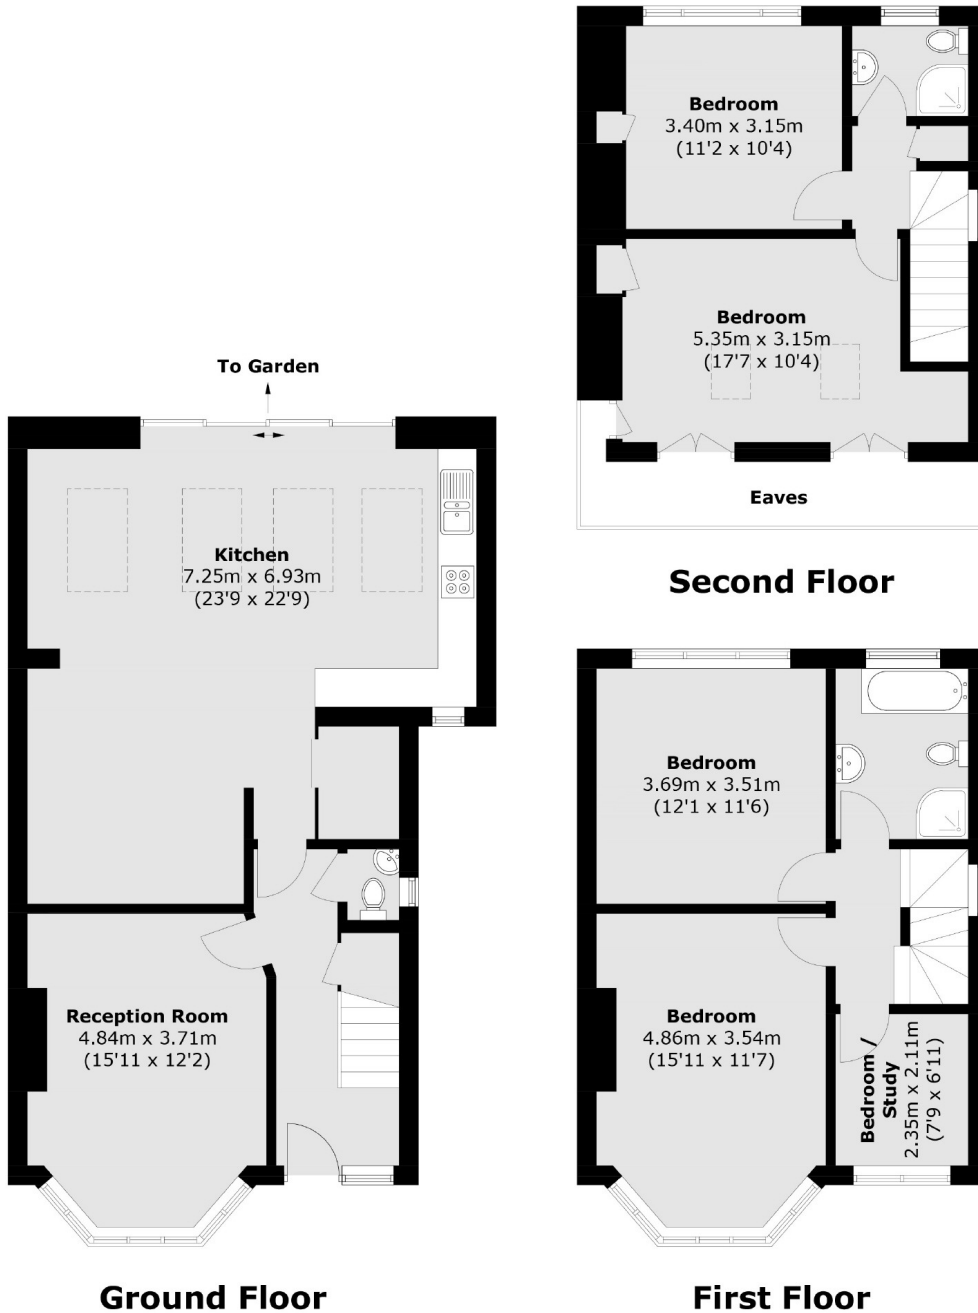 Bedroom
3.40m x 3.15m
(11'2 x 10'4)
Bedroom
5.35m x 3.15m
(17'7 x 10'4)
Eaves
Second Floor
To Garden
Kitchen
7.25m x 6.93m
(23'9 x 22'9)
Reception Room
4.84m x 3.71m
(15'11 x 12'2)
Ground Floor
Bedroom
3.69m x 3.51m
(12'1 x 11'6)
Bedroom
4.86m x 3.54m
(15'11 x 11'7)
Bedroom /
Study
2.35m x 2.11m
(7'9 x 6'11)
First Floor